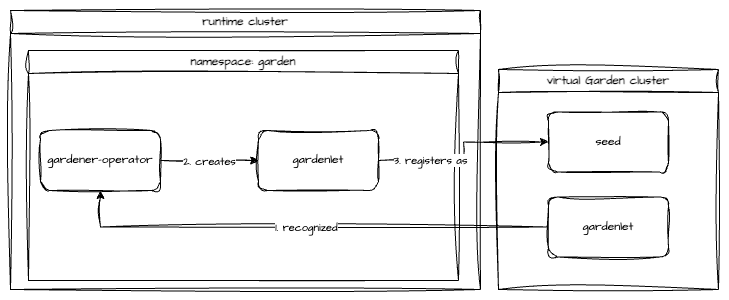 runtime cluster
namespace: garden
virtual Garden cluster
gardener-operator
2. creates
gardenlet
3. registers as
seed
1. recognized
gardenlet